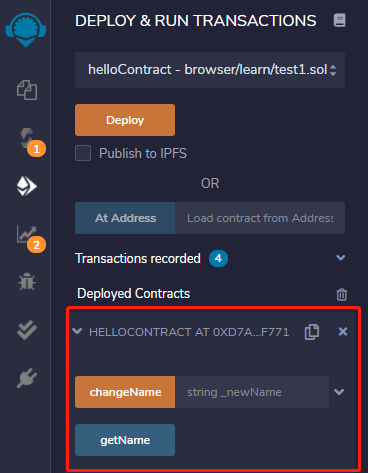 DEPLOY & RUN TRANSACTIONS
helloContract - browser/learn/test1.sol
Deploy
Publish to IPFS
OR
At Address Load contract from Address
Transactions recorded 4
Deployed Contracts
HELLOCONTRACT AT 0XD7A...F771
changeName string _newName
getName
1
2